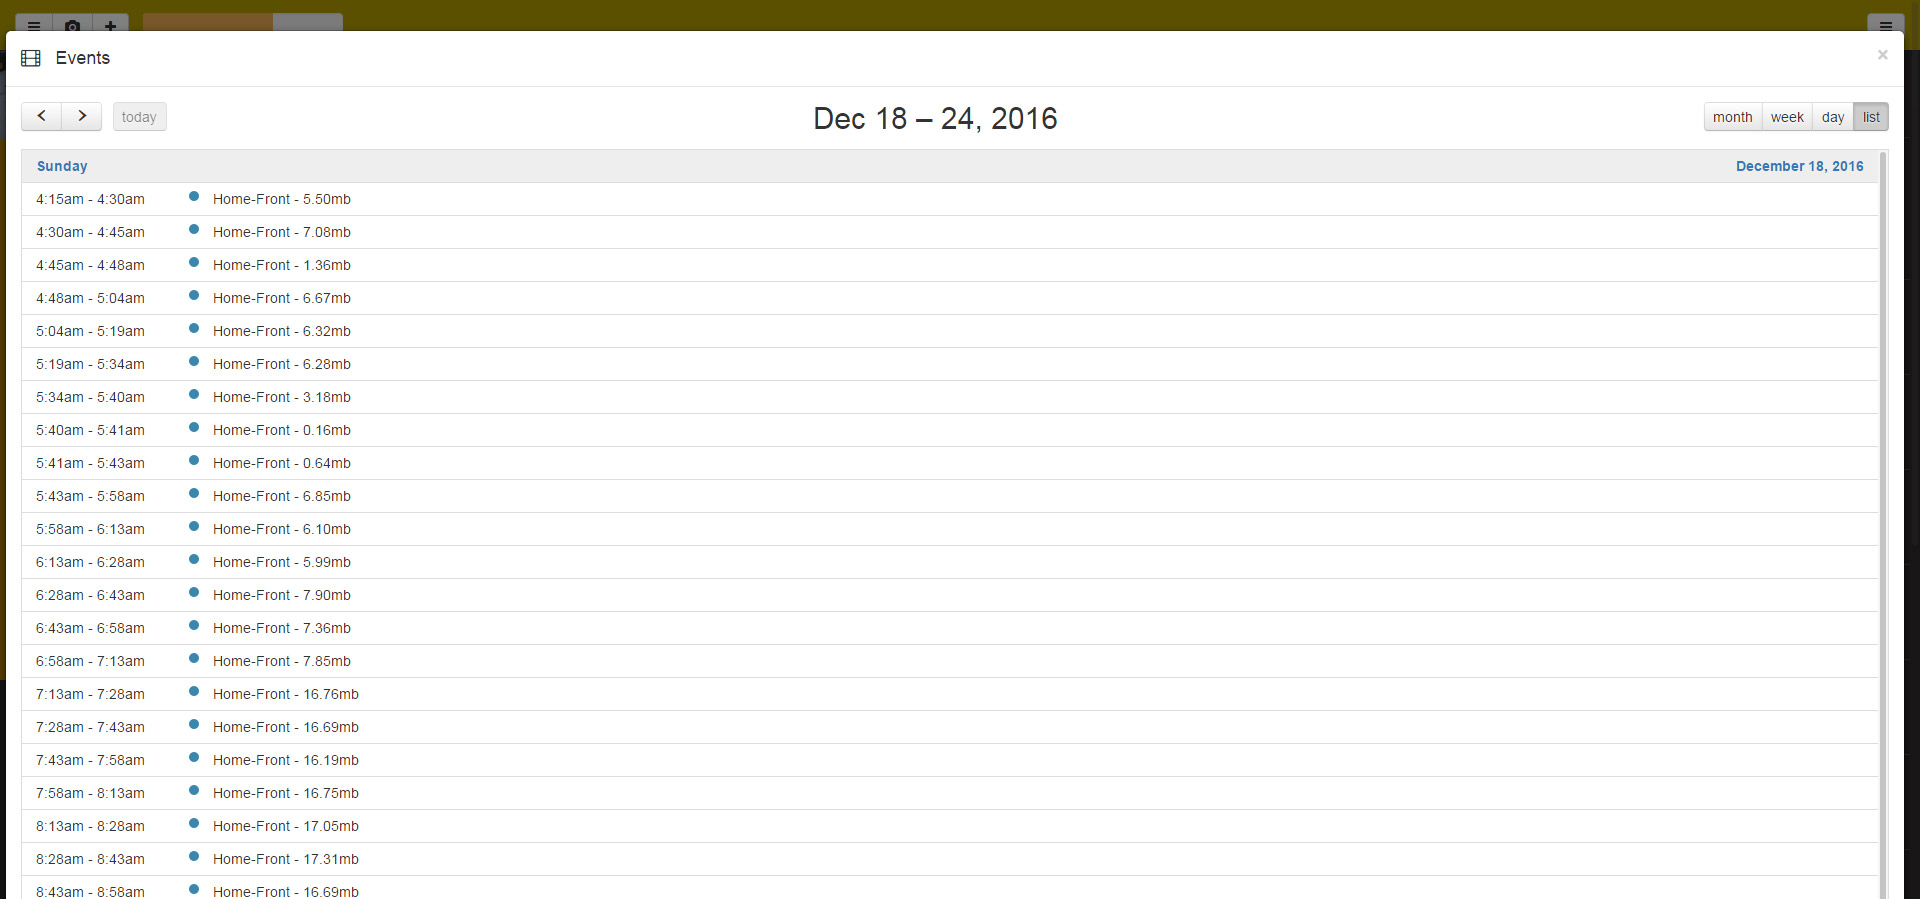 Events ×
today Dec 18 – 24, 2016 month week day list
Sunday December 18, 2016
4:15am - 4:30am Home-Front - 5.50mb
4:30am - 4:45am Home-Front - 7.08mb
4:45am - 4:48am Home-Front - 1.36mb
4:48am - 5:04am Home-Front - 6.67mb
5:04am - 5:19am Home-Front - 6.32mb
5:19am - 5:34am Home-Front - 6.28mb
5:34am - 5:40am Home-Front - 3.18mb
5:40am - 5:41am Home-Front - 0.16mb
5:41am - 5:43am Home-Front - 0.64mb
5:43am - 5:58am Home-Front - 6.85mb
5:58am - 6:13am Home-Front - 6.10mb
6:13am - 6:28am Home-Front - 5.99mb
6:28am - 6:43am Home-Front - 7.90mb
6:43am - 6:58am Home-Front - 7.36mb
6:58am - 7:13am Home-Front - 7.85mb
7:13am - 7:28am Home-Front - 16.76mb
7:28am - 7:43am Home-Front - 16.69mb
7:43am - 7:58am Home-Front - 16.19mb
7:58am - 8:13am Home-Front - 16.75mb
8:13am - 8:28am Home-Front - 17.05mb
8:28am - 8:43am Home-Front - 17.31mb
8:43am - 8:58am Home-Front - 16.69mb